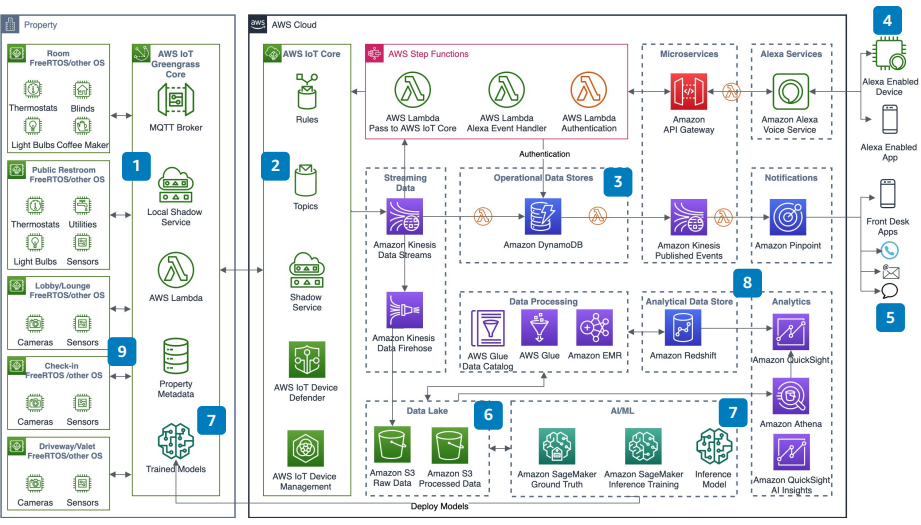 Property
aws
AWS Cloud
4
Room
FreeRTOS/other OS
Thermostats
Blinds
Light Bulbs
Coffee Maker
AWS IoT
Greengrass
Core
MQTT Broker
1
AWS IoT Core
Rules
2
Topics
AWS Step Functions
AWS Lambda
Pass to AWS IoT Core
AWS Lambda
Alexa Event Handler
AWS Lambda
Authentication
Authentication
Microservices
Amazon
API Gateway
Alexa Services
Amazon Alexa
Voice Service
Alexa Enabled
Device
Alexa Enabled
App
Public Restroom
FreeRTOS/other OS
Thermostats
Utilities
Light Bulbs
Sensors
Local Shadow
Service
Streaming
Data
Amazon Kinesis
Data Streams
Operational Data Stores
3
Amazon DynamoDB
Amazon Kinesis
Published Events
Notifications
Amazon Pinpoint
Front Desk
Apps
5
Lobby/Lounge
FreeRTOS/other OS
Cameras
Sensors
AWS Lambda
Shadow
Service
Amazon Kinesis
Data Firehose
Data Processing
AWS Glue
Data Catalog
AWS Glue
Amazon EMR
Analytical Data Store
8
Amazon Redshift
Analytics
Amazon QuickSight
9
Check-in
FreeRTOS /other OS
Cameras
Sensors
Property
Metadata
AWS IoT Device
Defender
Amazon Athena
Driveway/Valet
FreeRTOS/other OS
Cameras
Sensors
7
Trained Models
AWS IoT Device
Management
Data Lake
6
Amazon S3
Raw Data
Amazon S3
Processed Data
AI/ML
7
Amazon SageMaker
Ground Truth
Amazon SageMaker
Inference Training
Inference
Model
Amazon QuickSight
AI Insights
Deploy Models